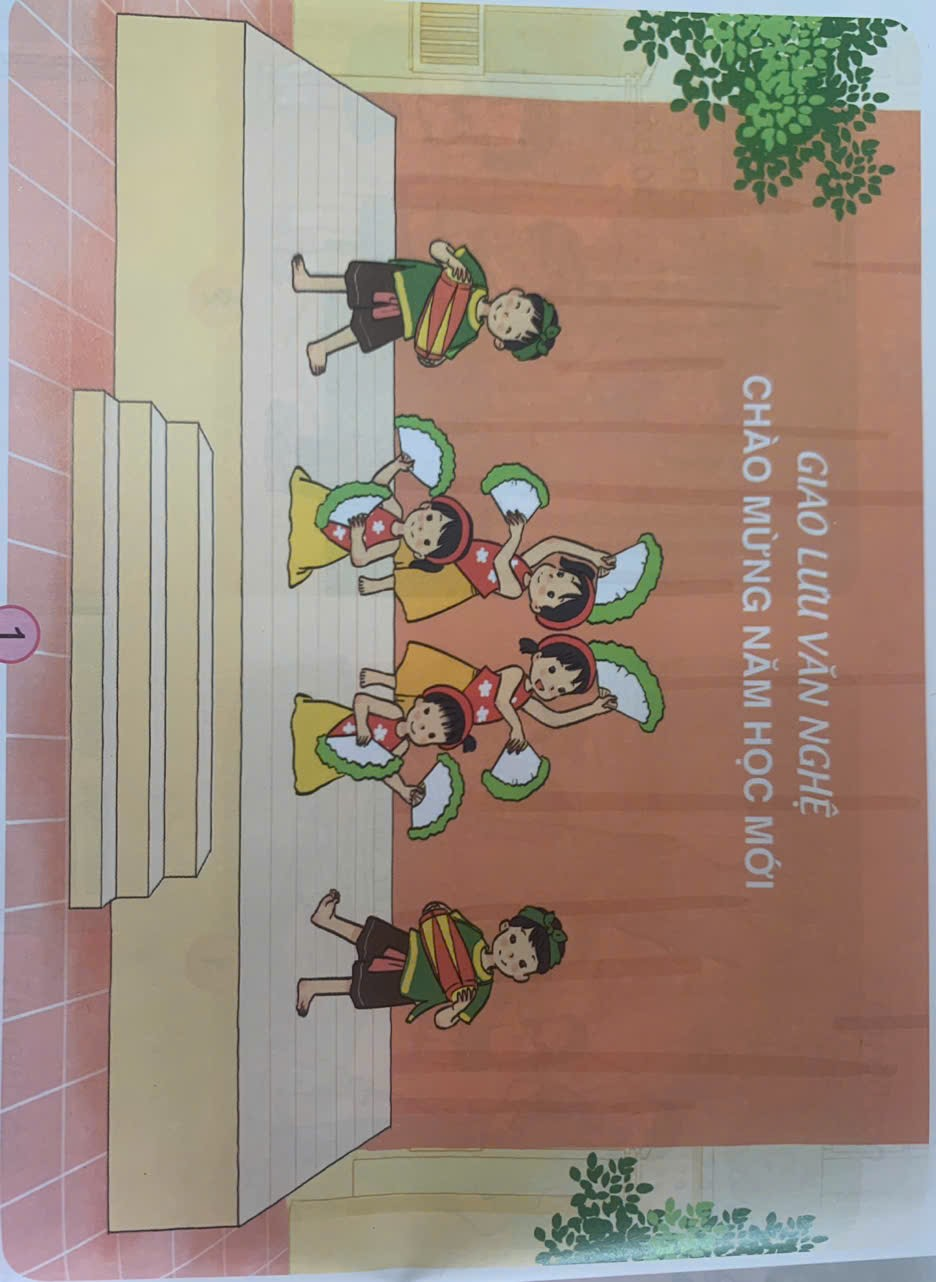 GIAO LƯU VĂN NGHỆ
CHÀO MỪNG NĂM HỌC MỚI
1